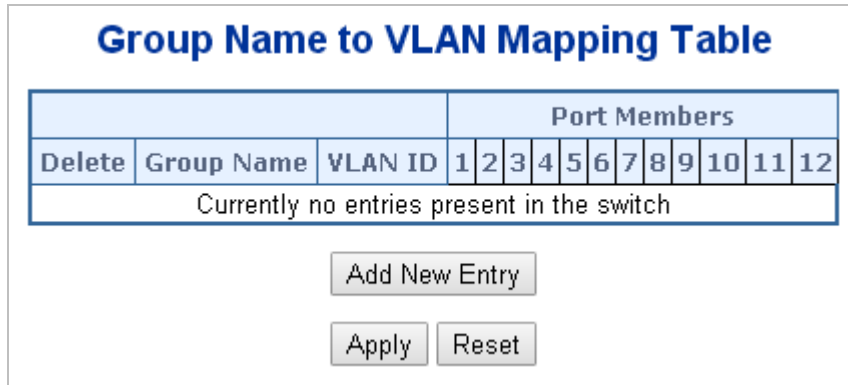 Group Name to VLAN Mapping Table
Port Members
Delete Group Name VLAN ID 1 2 3 4 5 6 7 8 9 10 11 12
Currently no entries present in the switch
Add New Entry
Apply Reset